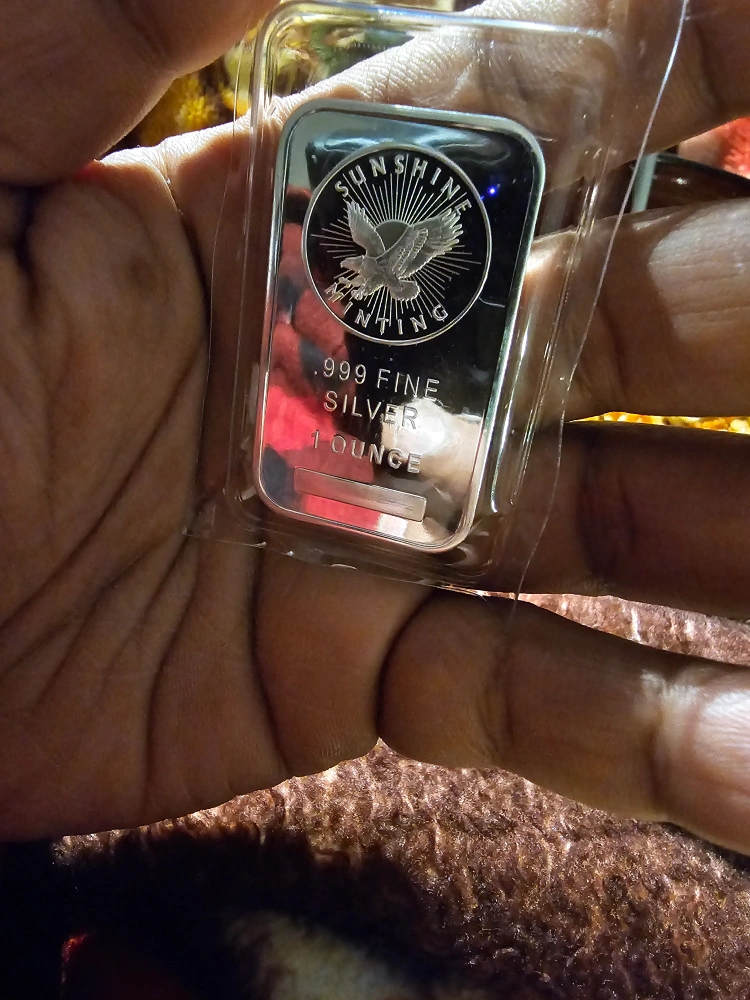 SUNSHINE
MINTING
.999 FINE
SILVER
1 OUNCE